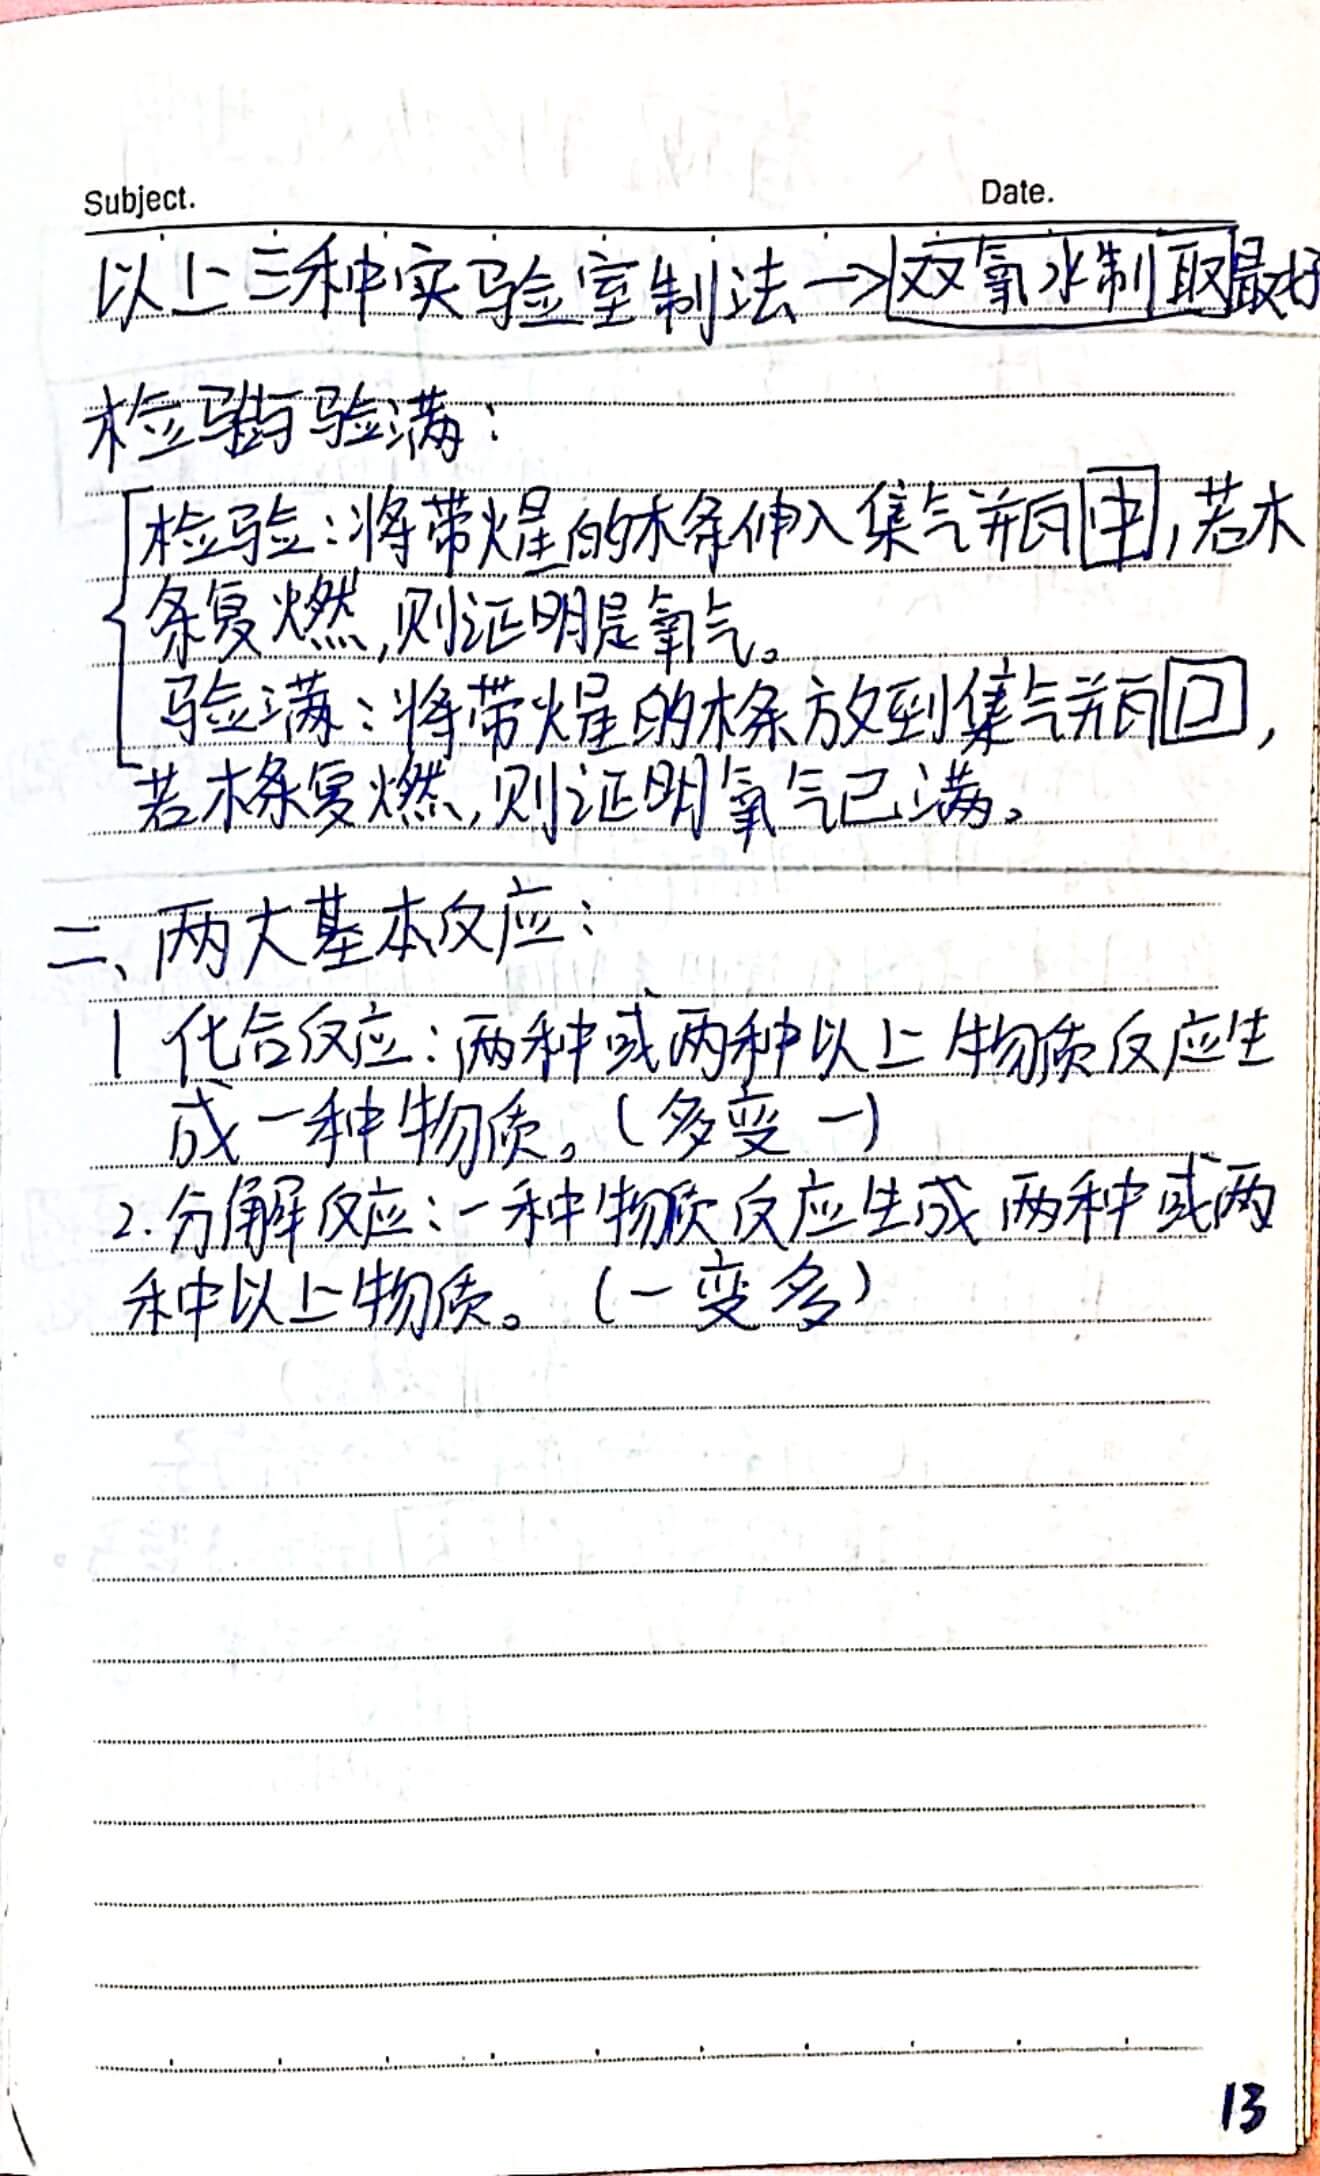 Subject. Date.
以上三种实验室制法→双氧水制取最好
检验与验满：
检验：将带火星的木条伸入集气瓶中，若木
条复燃，则证明是氧气。
验满：将带火星的木条放到集气瓶口，
若木条复燃，则证明氧气已满。
二、两大基本反应：
1 化合反应：两种或两种以上物质反应生
成一种物质。（多变一）
2.分解反应：一种物质反应生成两种或两
种以上物质。（一变多）
13